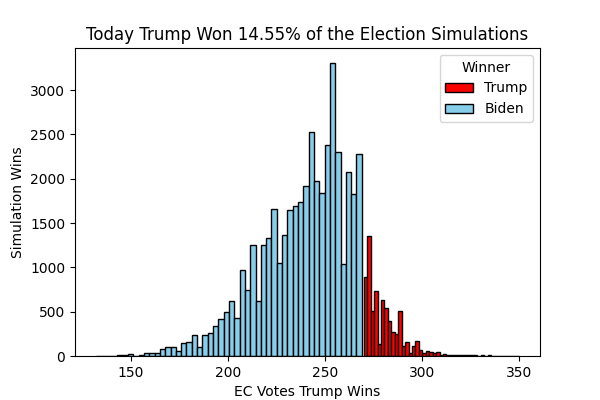 Today Trump Won 14.55% of the Election Simulations
Winner
Trump
Biden
3000
2500
2000
1500
1000
500
0
Simulation Wins
150 200 250 300 350
EC Votes Trump Wins